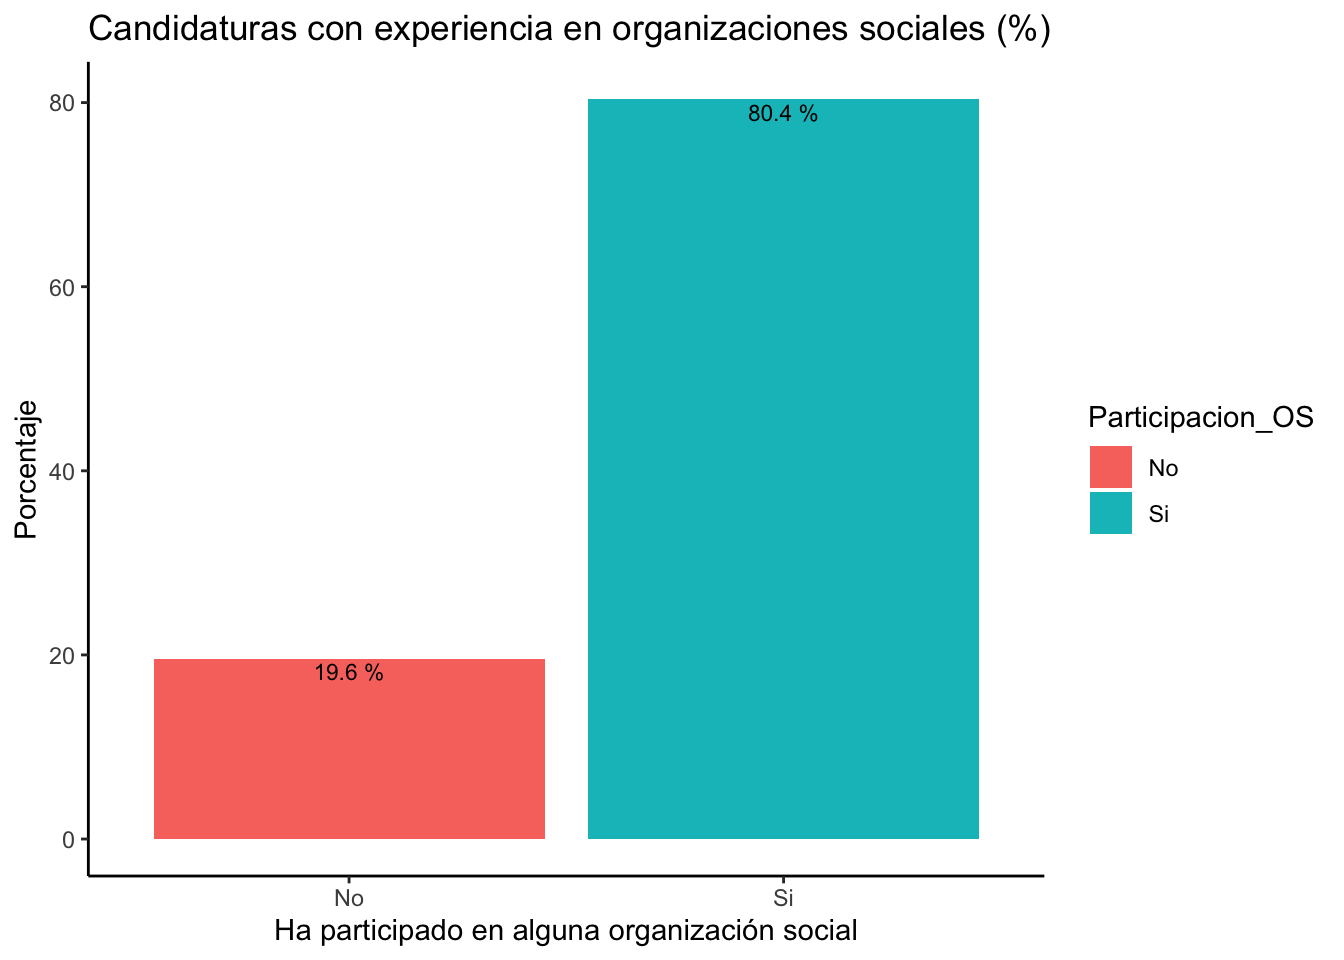 Candidaturas con experiencia en organizaciones sociales (%)
Porcentaje
80
60
40
20
0
80.4 %
19.6 %
No
Si
Ha participado en alguna organización social
Participacion_OS
No
Si